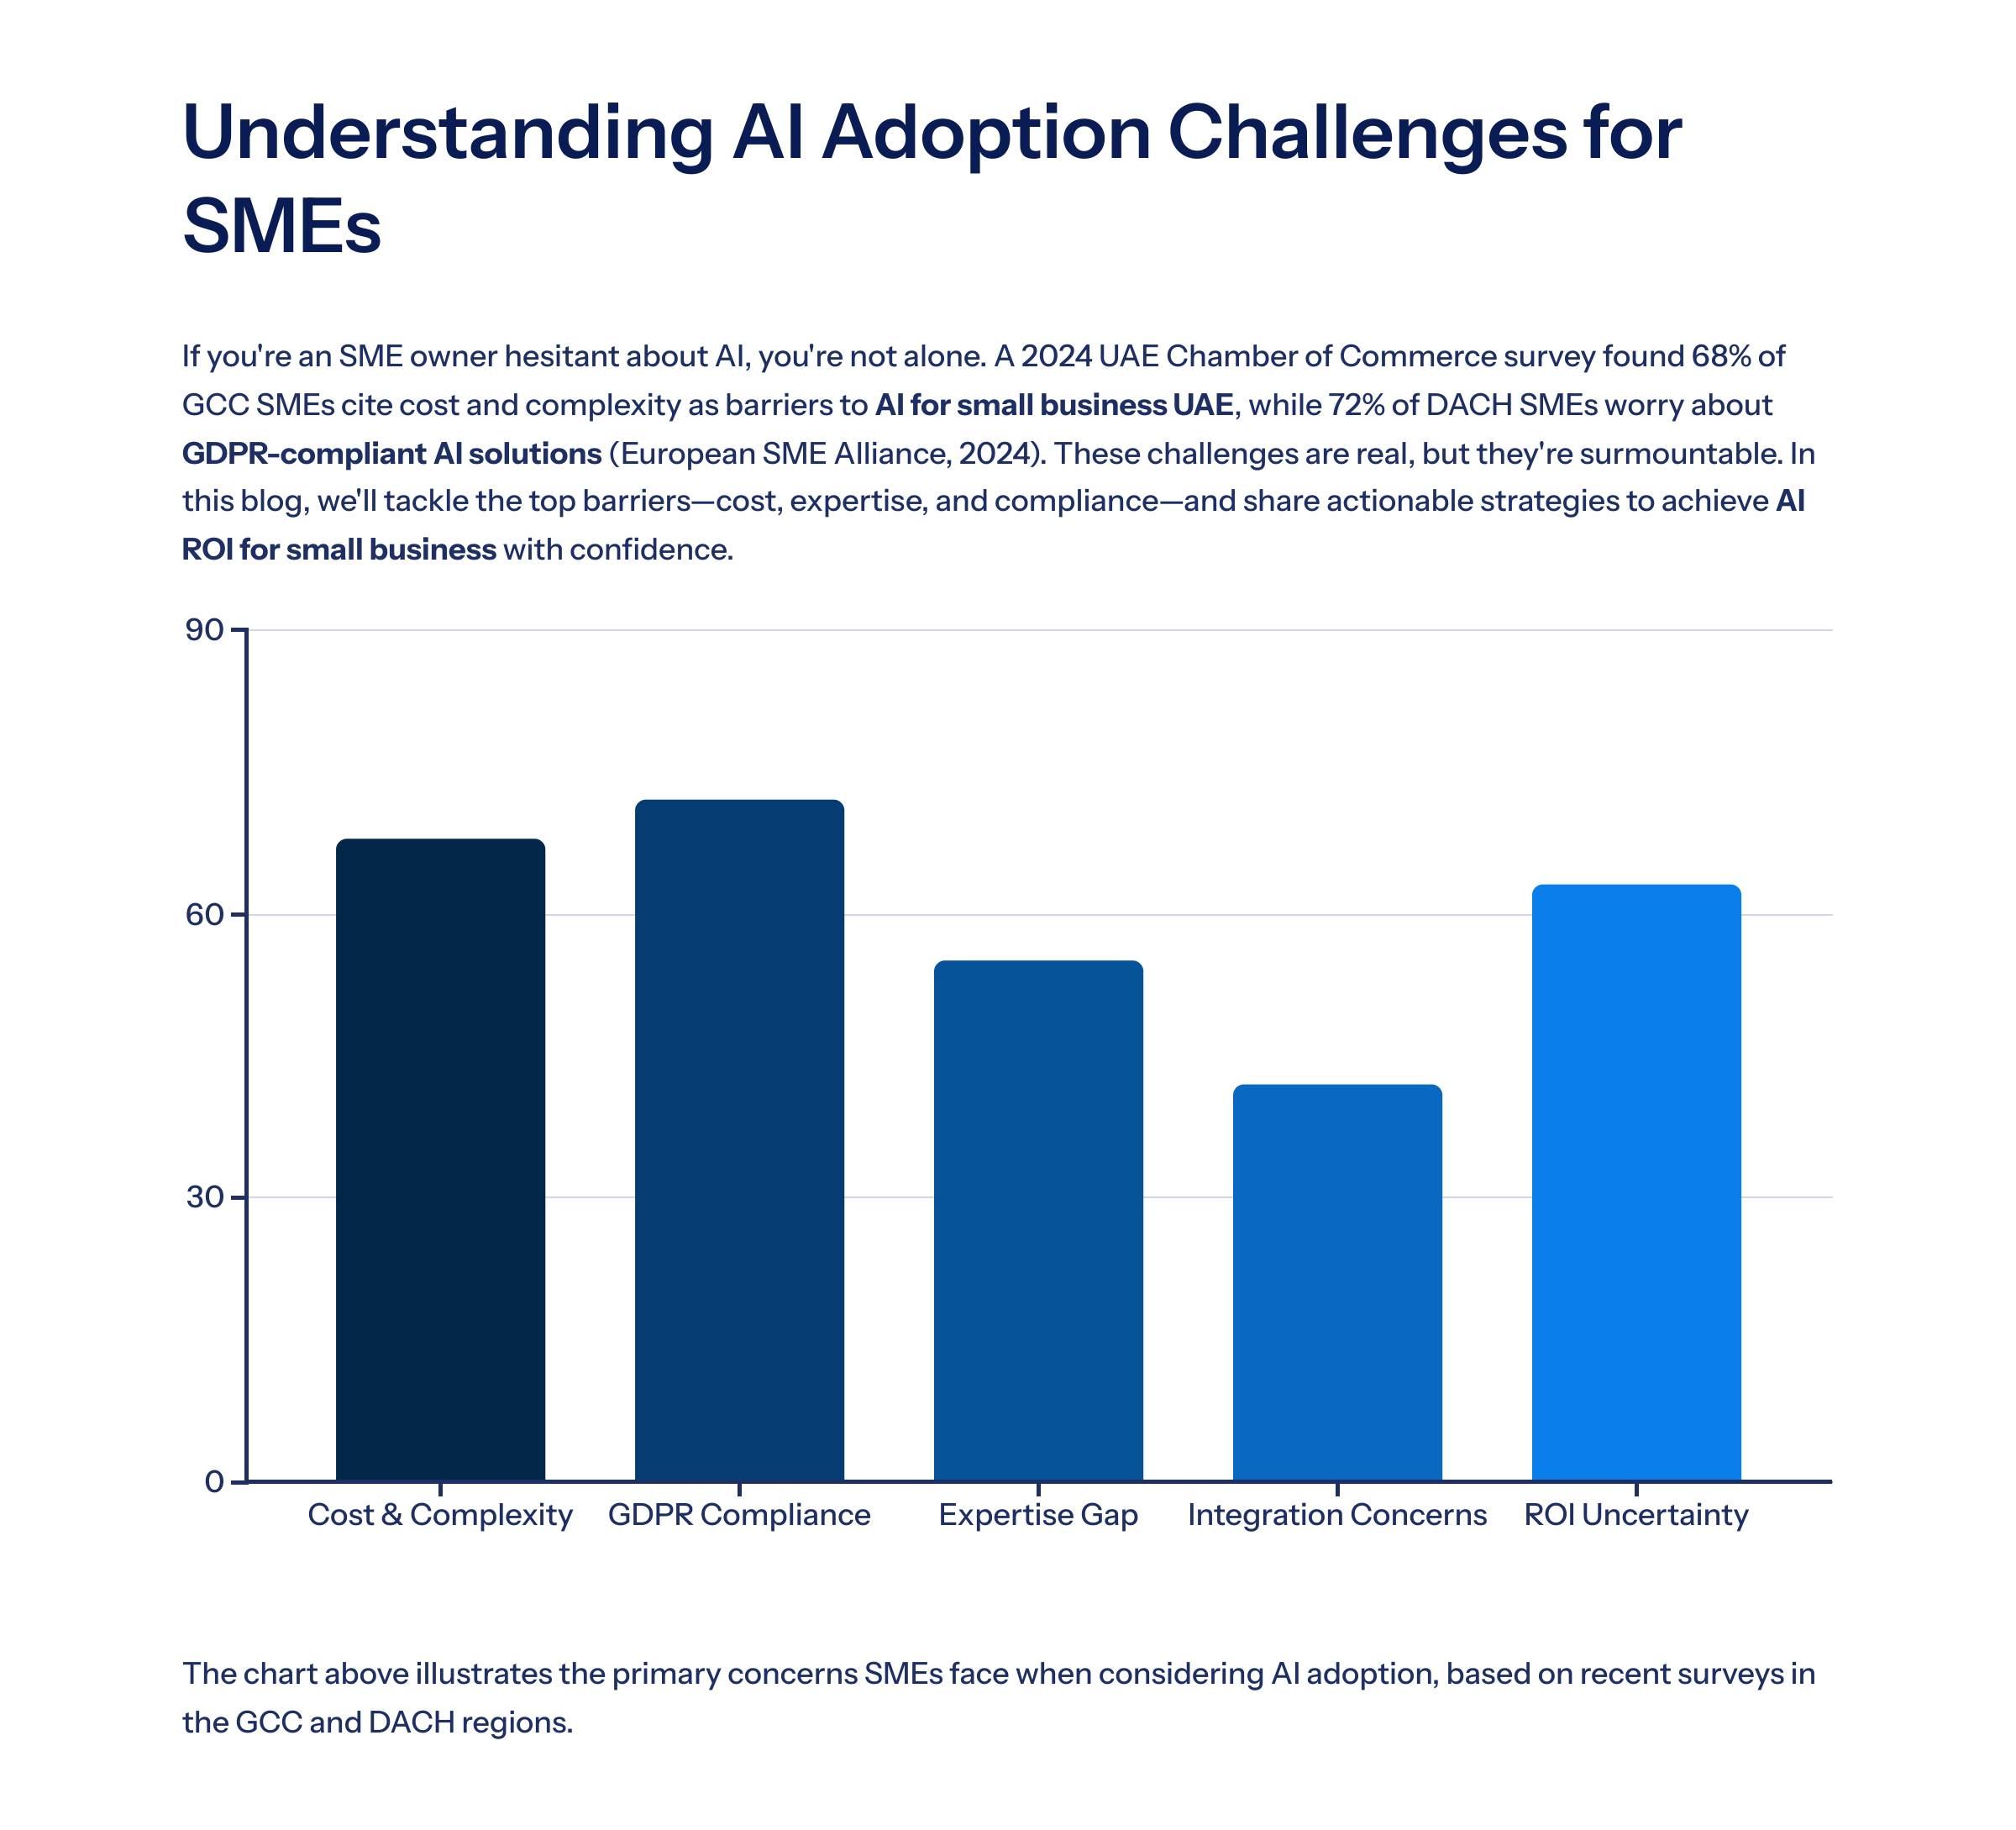 Understanding AI Adoption Challenges for
SMEs
If you're an SME owner hesitant about AI, you're not alone. A 2024 UAE Chamber of Commerce survey found 68% of
GCC SMEs cite cost and complexity as barriers to AI for small business UAE, while 72% of DACH SMEs worry about
GDPR-compliant AI solutions (European SME Alliance, 2024). These challenges are real, but they're surmountable. In
this blog, we'll tackle the top barriers—cost, expertise, and compliance—and share actionable strategies to achieve AI
ROI for small business with confidence.
90
60
30
0
Cost & Complexity GDPR Compliance Expertise Gap Integration Concerns ROI Uncertainty
The chart above illustrates the primary concerns SMEs face when considering AI adoption, based on recent surveys in
the GCC and DACH regions.